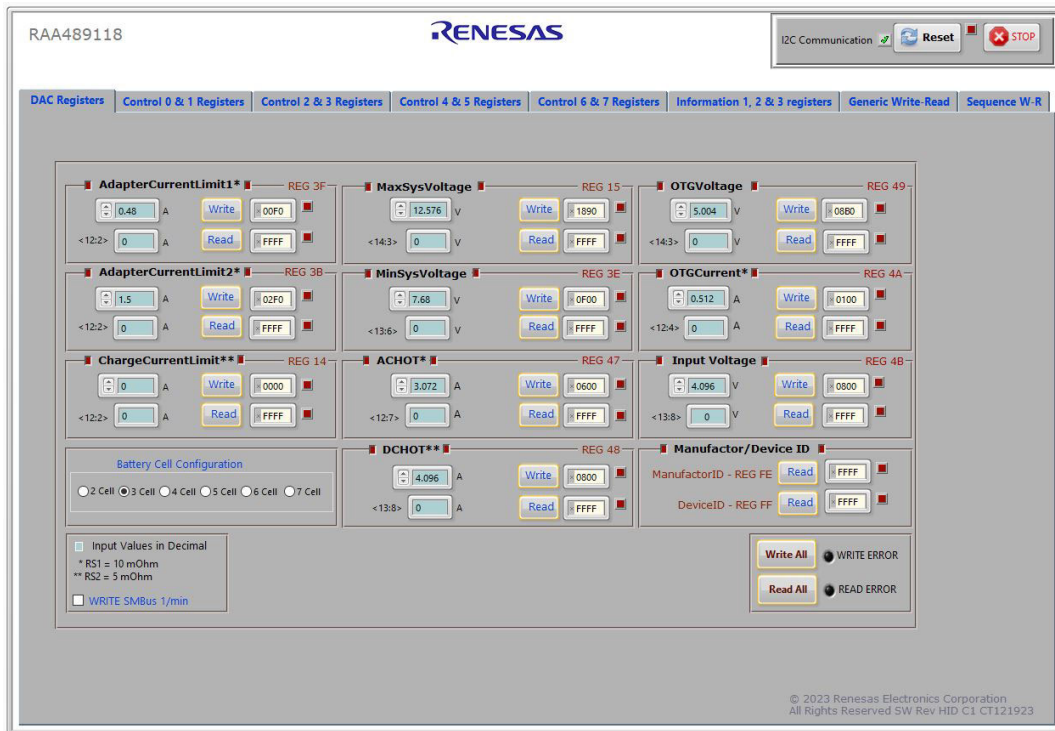 RAA489118
RENESAS
I2C Communication
Reset
STOP
DAC Registers
Control 0 & 1 Registers
Control 2 & 3 Registers
Control 4 & 5 Registers
Control 6 & 7 Registers
Information 1, 2 & 3 registers
Generic Write-Read
Sequence W-R
AdapterCurrentLimit1* REG 3F
0.48 A Write x 00F0
<12:2> 0 A Read x FFFF
MaxSysVoltage REG 15
12.576 V Write x 1890
<14:3> 0 V Read x FFFF
OTGVoltage REG 49
5.004 V Write x 08B0
<14:3> 0 V Read x FFFF
AdapterCurrentLimit2* REG 3B
1.5 A Write x 02F0
<12:2> 0 A Read x FFFF
MinSysVoltage REG 3E
7.68 V Write x 0F00
<13:6> 0 V Read x FFFF
OTGCurrent* REG 4A
0.512 A Write x 0100
<12:4> 0 A Read x FFFF
ChargeCurrentLimit** REG 14
0 A Write x 0000
<12:2> 0 A Read x FFFF
ACHOT* REG 47
3.072 A Write x 0600
<12:7> 0 A Read x FFFF
Input Voltage REG 4B
4.096 V Write x 0800
<13:8> 0 V Read x FFFF
Battery Cell Configuration
2 Cell 3 Cell 4 Cell 5 Cell 6 Cell 7 Cell
DCHOT** REG 48
4.096 A Write x 0800
<13:8> 0 A Read x FFFF
Manufactor/Device ID
ManufactorID - REG FE Read x FFFF
DeviceID - REG FF Read x FFFF
Input Values in Decimal
* RS1 = 10 mOhm
** RS2 = 5 mOhm
WRITE SMBus 1/min
Write All WRITE ERROR
Read All READ ERROR
© 2023 Renesas Electronics Corporation
All Rights Reserved SW Rev HID C1 CT121923